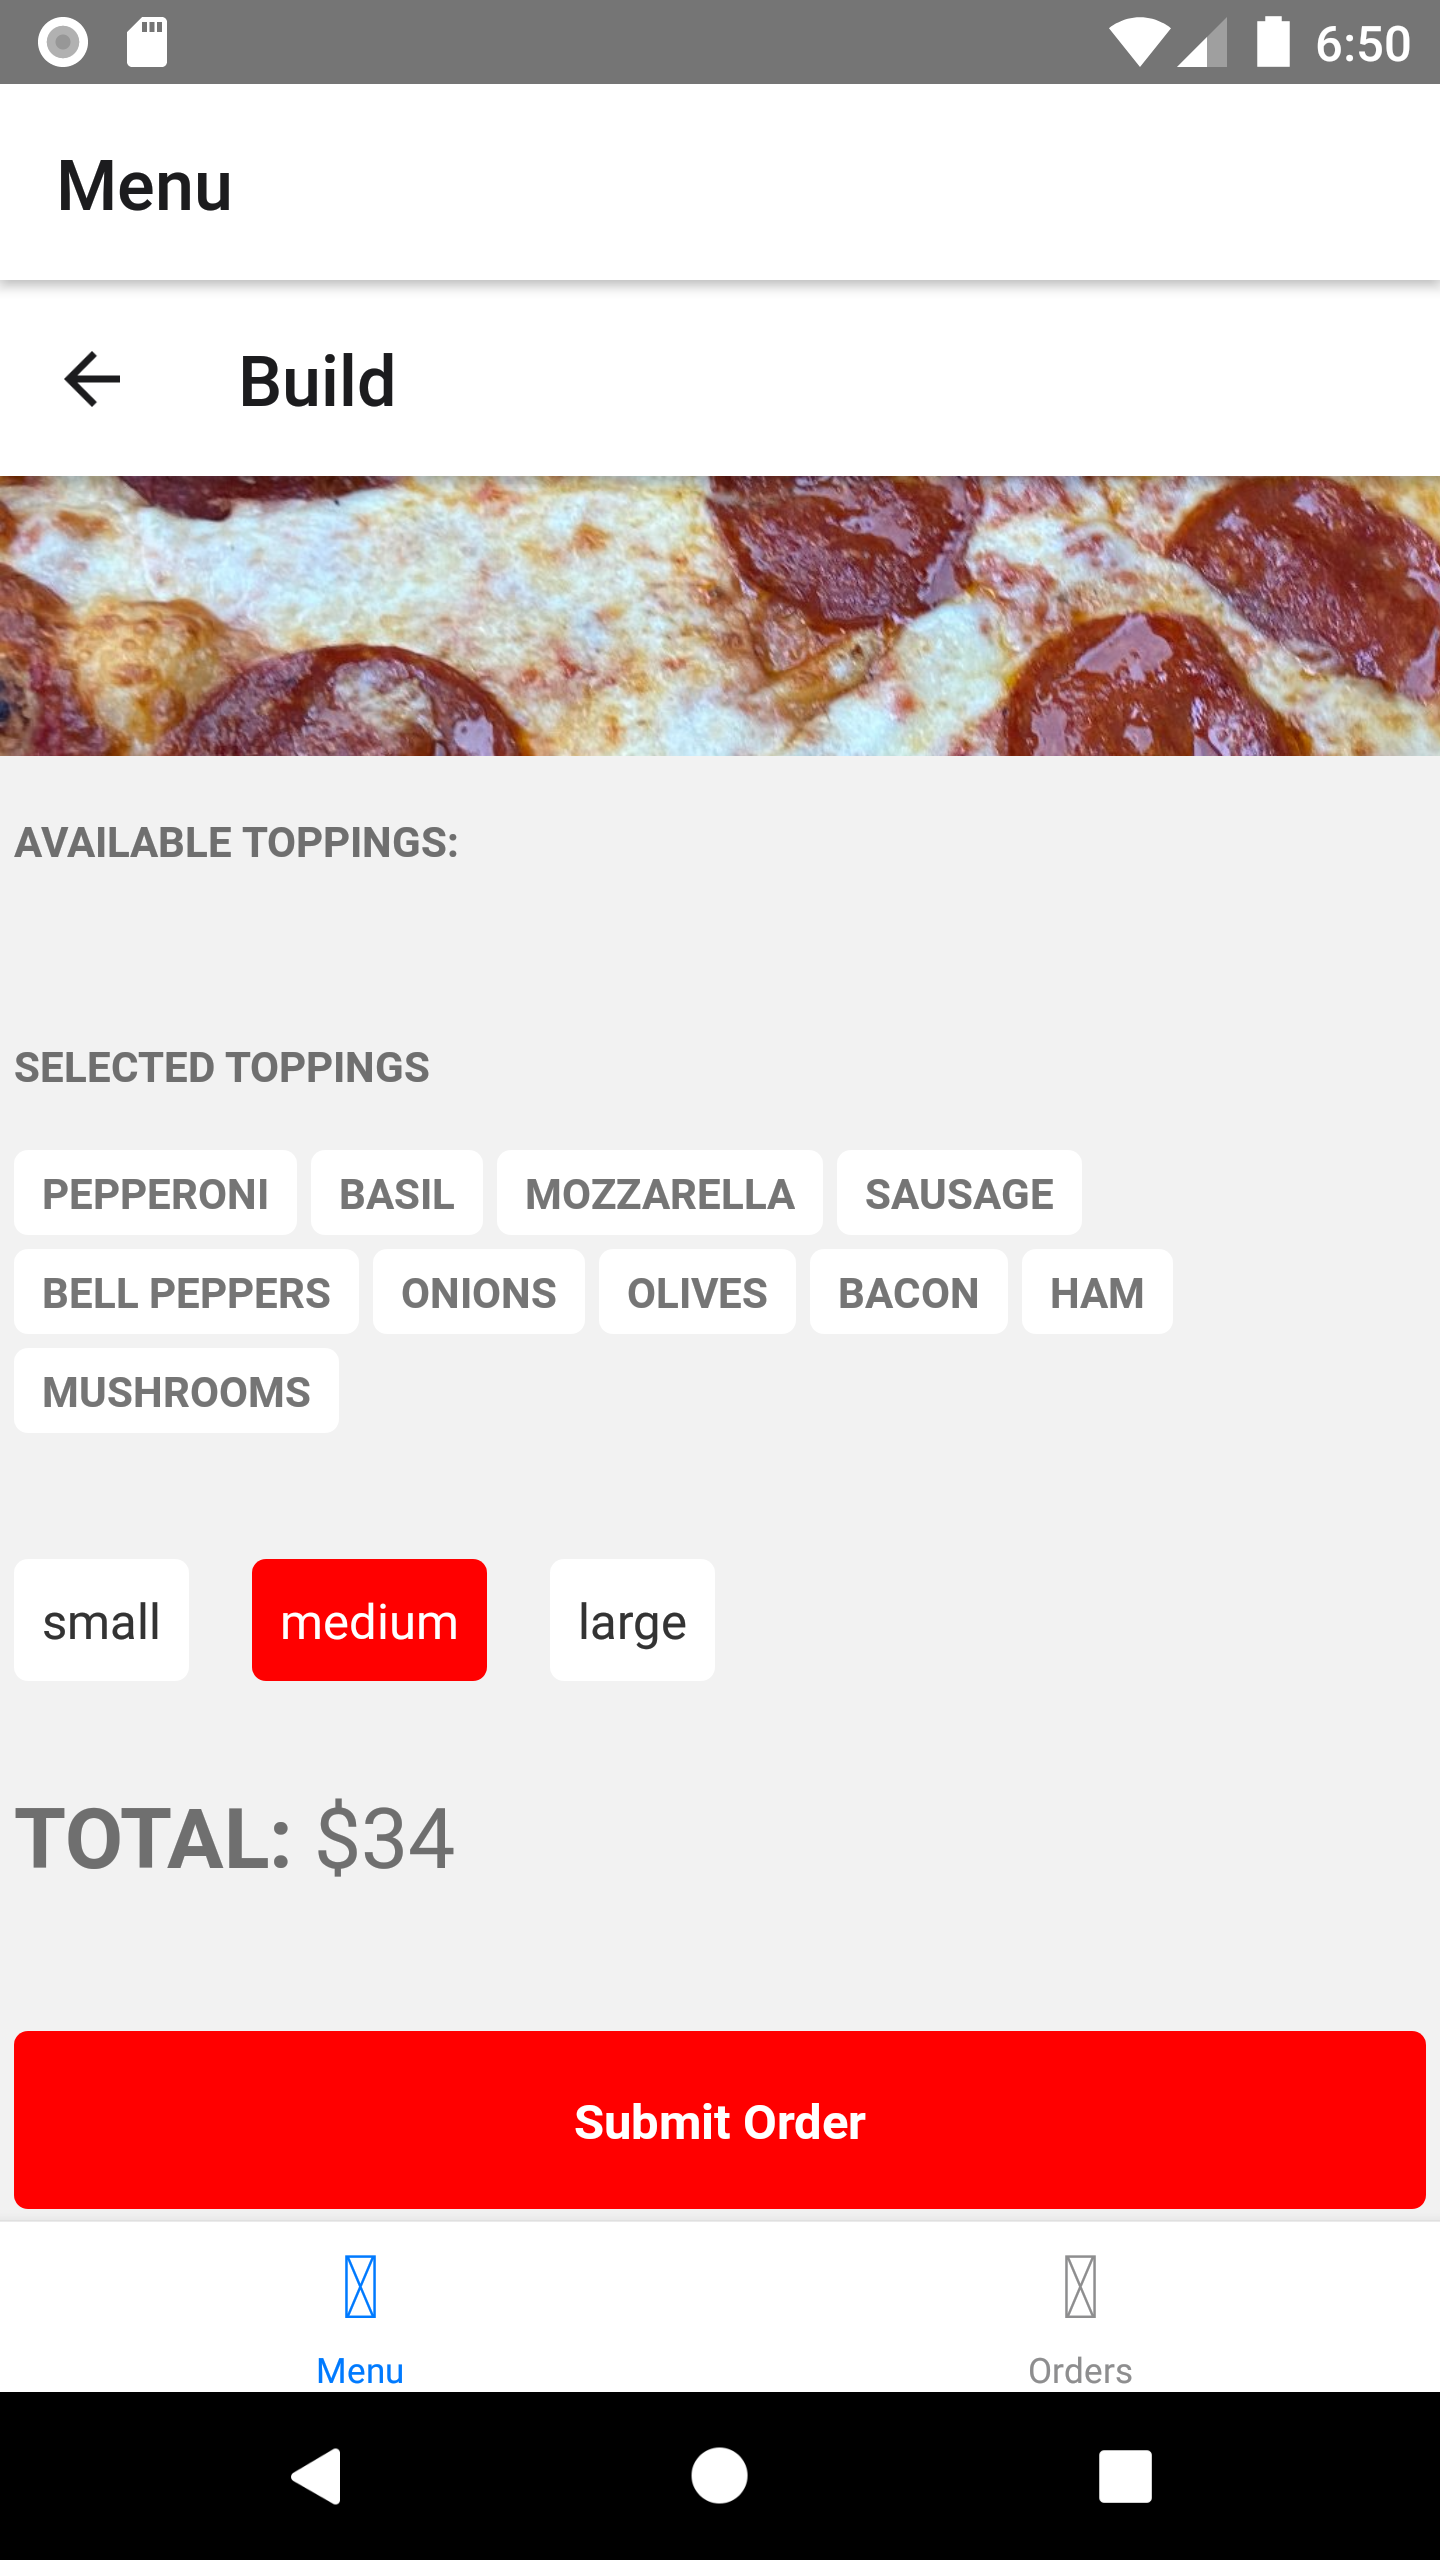 6:50
Menu
Build
AVAILABLE TOPPINGS:
SELECTED TOPPINGS
PEPPERONI BASIL MOZZARELLA SAUSAGE
BELL PEPPERS ONIONS OLIVES BACON HAM
MUSHROOMS
small medium large
TOTAL: $34
Submit Order
Menu Orders